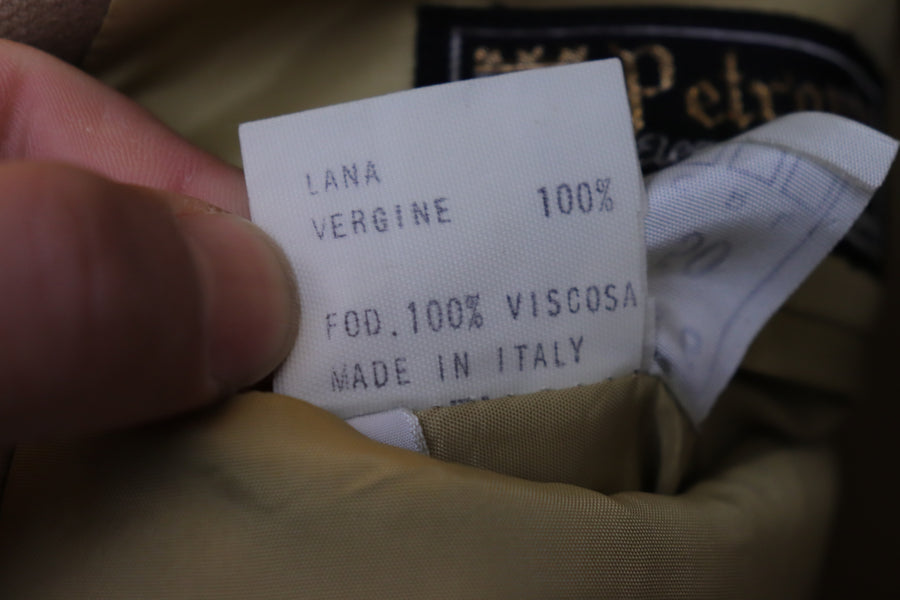 LANA
VERGINE 100%
FOD.100% VISCOSA
MADE IN ITALY